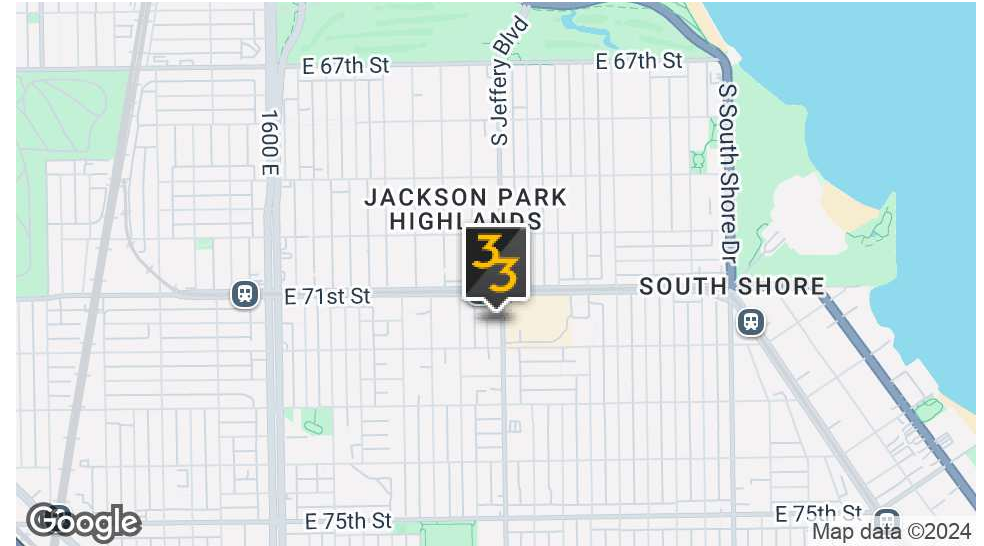 E 67th St
E 67th St
S Jeffery Blvd
S South Shore Dr
1600 E
JACKSON PARK
HIGHLANDS
33
E 71st St
SOUTH SHORE
E 75th St
E 75th St
Google
Map data ©2024